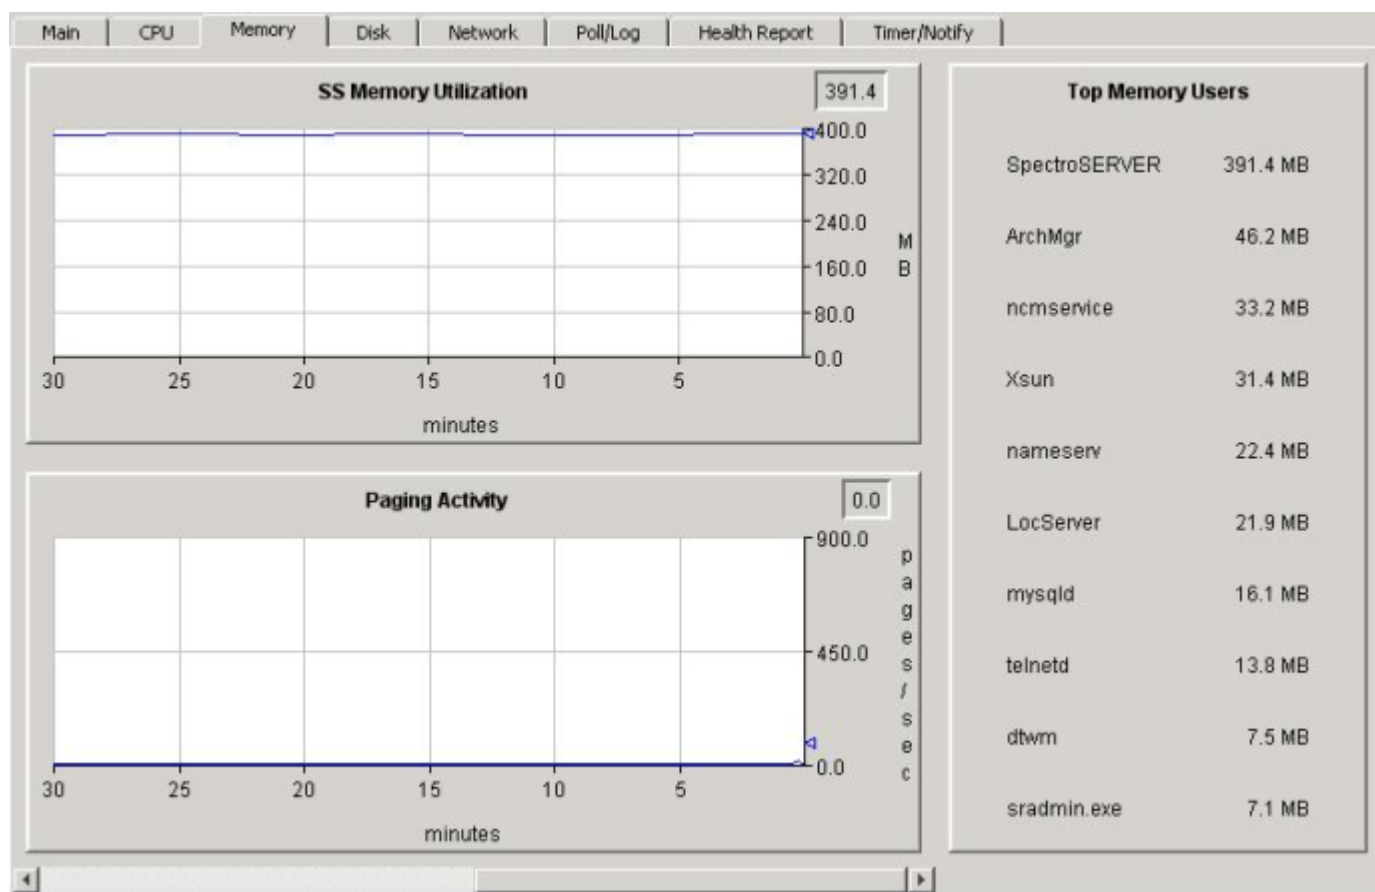 Main CPU Memory Disk Network Poll/Log Health Report Timer/Notify
SS Memory Utilization 391.4
400.0
320.0
240.0
160.0
80.0
0.0
MB
30 25 20 15 10 5
minutes
Paging Activity 0.0
900.0
450.0
0.0
pages/sec
30 25 20 15 10 5
minutes
Top Memory Users
SpectroSERVER 391.4 MB
ArchMgr 46.2 MB
ncmservice 33.2 MB
Xsun 31.4 MB
nameserv 22.4 MB
LocServer 21.9 MB
mysqld 16.1 MB
telnetd 13.8 MB
dtwm 7.5 MB
sradmin.exe 7.1 MB